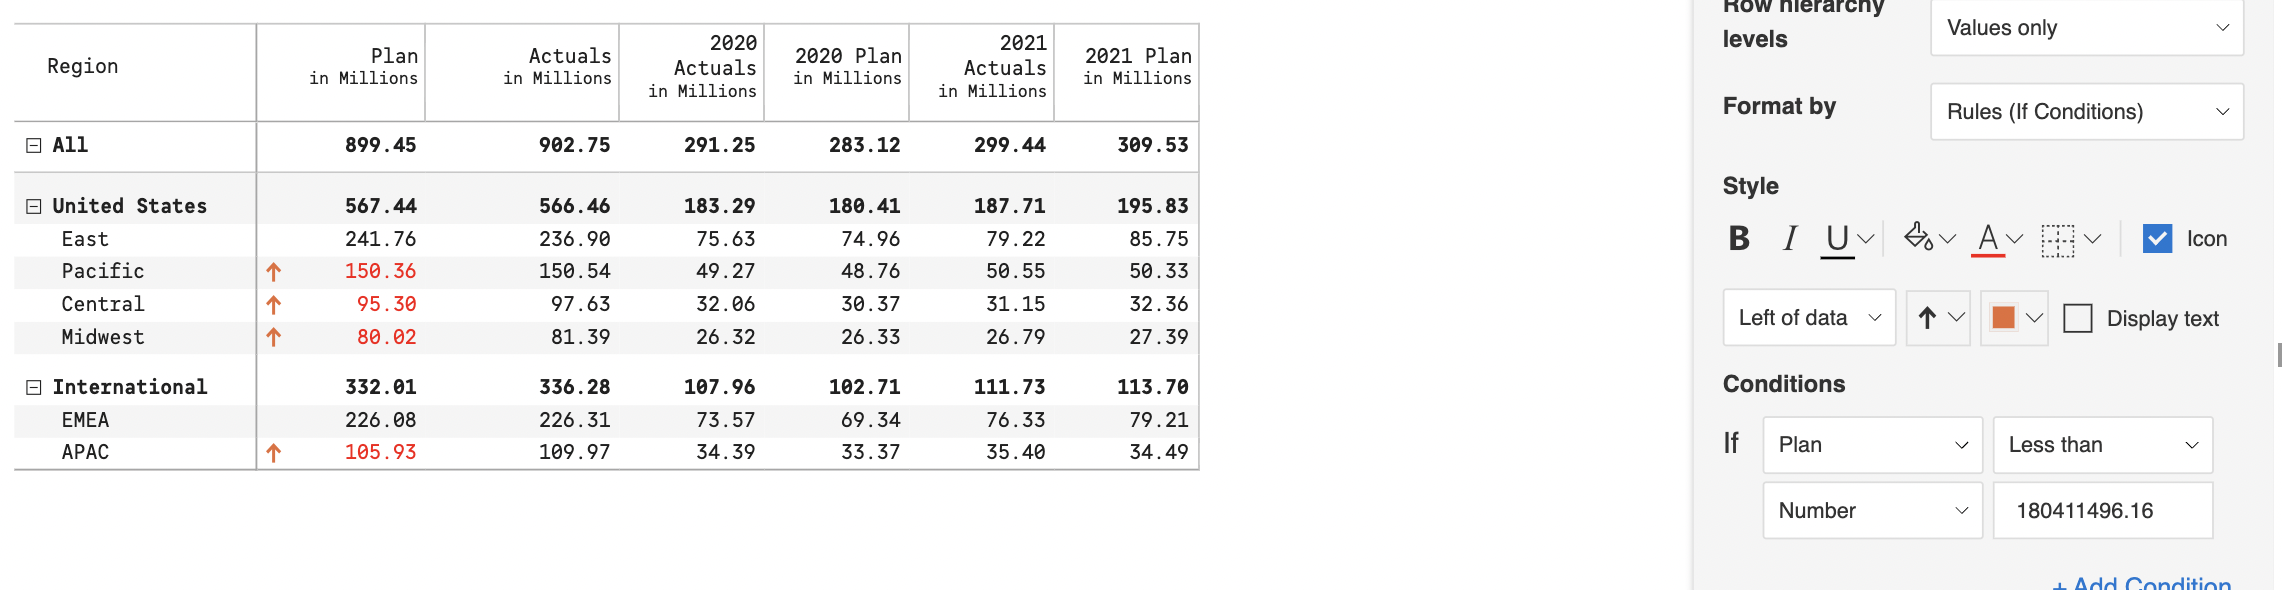 Region Plan in Millions Actuals in Millions 2020 Actuals in Millions 2020 Plan in Millions 2021 Actuals in Millions 2021 Plan in Millions
All 899.45 902.75 291.25 283.12 299.44 309.53
United States 567.44 566.46 183.29 180.41 187.71 195.83
East 241.76 236.90 75.63 74.96 79.22 85.75
Pacific 150.36 150.54 49.27 48.76 50.55 50.33
Central 95.30 97.63 32.06 30.37 31.15 32.36
Midwest 80.02 81.39 26.32 26.33 26.79 27.39
International 332.01 336.28 107.96 102.71 111.73 113.70
EMEA 226.08 226.31 73.57 69.34 76.33 79.21
APAC 105.93 109.97 34.39 33.37 35.40 34.49
Row hierarchy
levels Values only
Format by Rules (If Conditions)
Style
B I U A Icon
Left of data Display text
Conditions
If Plan Less than
Number 180411496.16
+ Add Condition